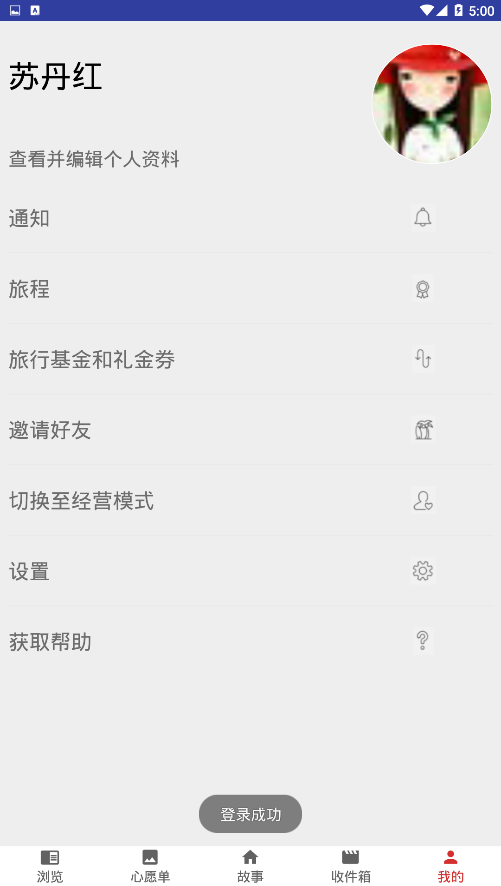 5:00
苏丹红
查看并编辑个人资料
通知
旅程
旅行基金和礼金券
邀请好友
切换至经营模式
设置
获取帮助
登录成功
浏览 心愿单 故事 收件箱 我的